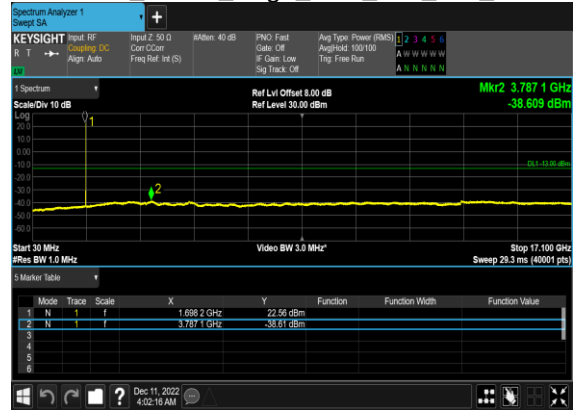 Spectrum Analyzer 1
Swept SA
KEYSIGHT Input: RF Input Z: 50 Ω #Atten: 40 dB PNO: Fast Avg Type: Power (RMS) 1 2 3 4 5 6
R T Coupling: DC Corr CCorr Gate: Off Avg|Hold: 100/100 A W W W W W
Align: Auto Freq Ref: Int (S) IF Gain: Low Trig: Free Run
Sig Track: Off A N N N N N
1 Spectrum Ref Lvl Offset 8.00 dB Mkr2 3.787 1 GHz
Scale/Div 10 dB Ref Level 30.00 dBm -38.609 dBm
Log
1
20.0
10.0
0.00
-10.0
DL1 -13.00 dBm
-20.0
-30.0
2
-40.0
-50.0
-60.0
Start 30 MHz Video BW 3.0 MHz* Stop 17.100 GHz
#Res BW 1.0 MHz Sweep 29.3 ms (40001 pts)
5 Marker Table
Mode Trace Scale X Y Function Function Width Function Value
1 N 1 f 1.698 2 GHz 22.56 dBm
2 N 1 f 3.787 1 GHz -38.61 dBm
3
4
5
6
? Dec 11, 2022
4:02:16 AM